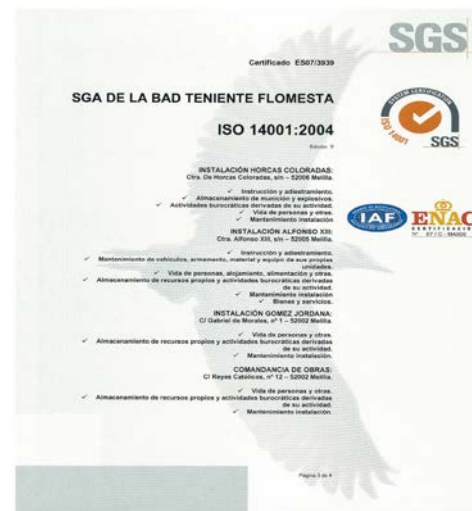 SGS
Certificado ES07/3939
SGA DE LA BAD TENIENTE FLOMESTA
ISO 14001:2004
SYSTEM CERTIFICATION
ISO 14001
SGS
INSTALACIÓN HORCAS COLORADAS:
Ctra. De Horcas Coloradas, s/n – 52006 Melilla.
✓ Instrucción y adiestramiento.
✓ Almacenamiento de munición y explosivos.
✓ Actividades burocráticas derivadas de su actividad.
✓ Vida de personas y otras.
✓ Mantenimiento instalación
IAF
ENAC
CERTIFICACIÓN
INSTALACIÓN ALFONSO XIII:
Ctra. Alfonso XIII, s/n – 52005 Melilla.
✓ Instrucción y adiestramiento.
✓ Mantenimiento de vehículos, armamento, material y equipo de sus propias
unidades.
✓ Vida de personas, alojamiento, alimentación y otras.
✓ Almacenamiento de recursos propios y actividades burocráticas derivadas
de su actividad.
✓ Mantenimiento instalación
✓ Bienes y servicios.
INSTALACIÓN GOMEZ JORDANA:
C/ Gabriel de Morales, nº 1 – 52002 Melilla.
✓ Vida de personas y otras.
✓ Almacenamiento de recursos propios y actividades burocráticas derivadas
de su actividad.
✓ Mantenimiento instalación.
COMANDANCIA DE OBRAS:
C/ Reyes Católicos, nº 12 – 52002 Melilla.
✓ Vida de personas y otras.
✓ Almacenamiento de recursos propios y actividades burocráticas derivadas
de su actividad.
✓ Mantenimiento instalación.
Página 3 de 4